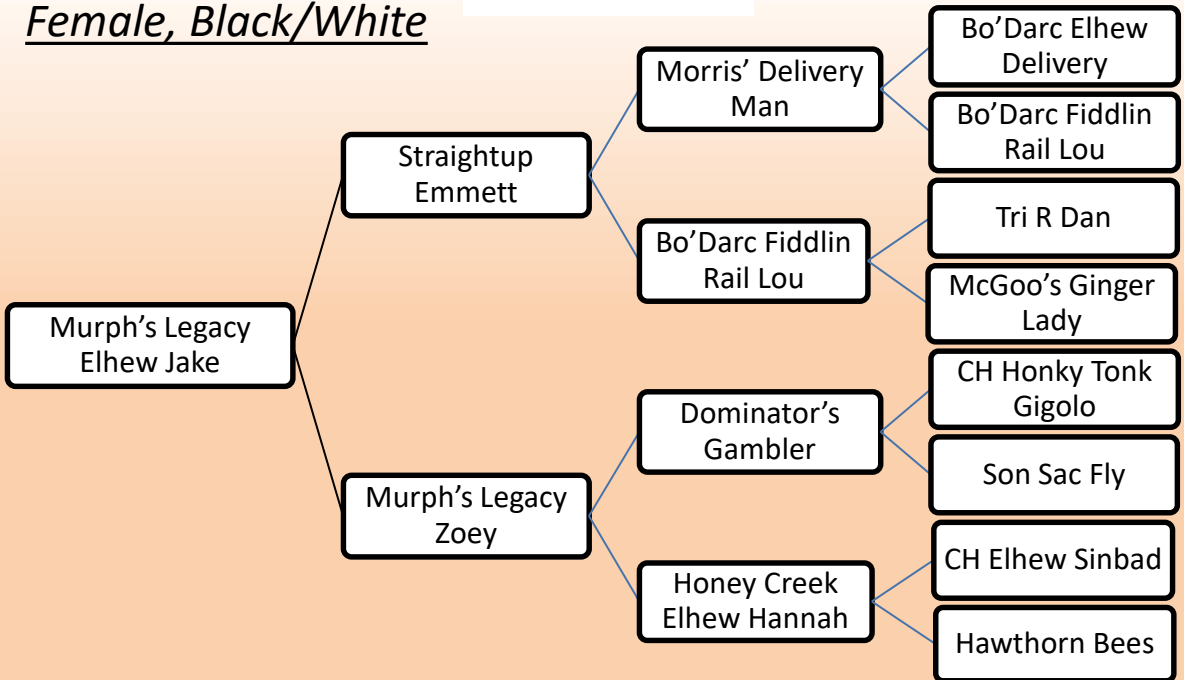 Female, Black/White
Murph’s Legacy
Elhew Jake
Straightup
Emmett
Murph’s Legacy
Zoey
Morris’ Delivery
Man
Bo’Darc Fiddlin
Rail Lou
Dominator’s
Gambler
Honey Creek
Elhew Hannah
Bo’Darc Elhew
Delivery
Bo’Darc Fiddlin
Rail Lou
Tri R Dan
McGoo’s Ginger
Lady
CH Honky Tonk
Gigolo
Son Sac Fly
CH Elhew Sinbad
Hawthorn Bees